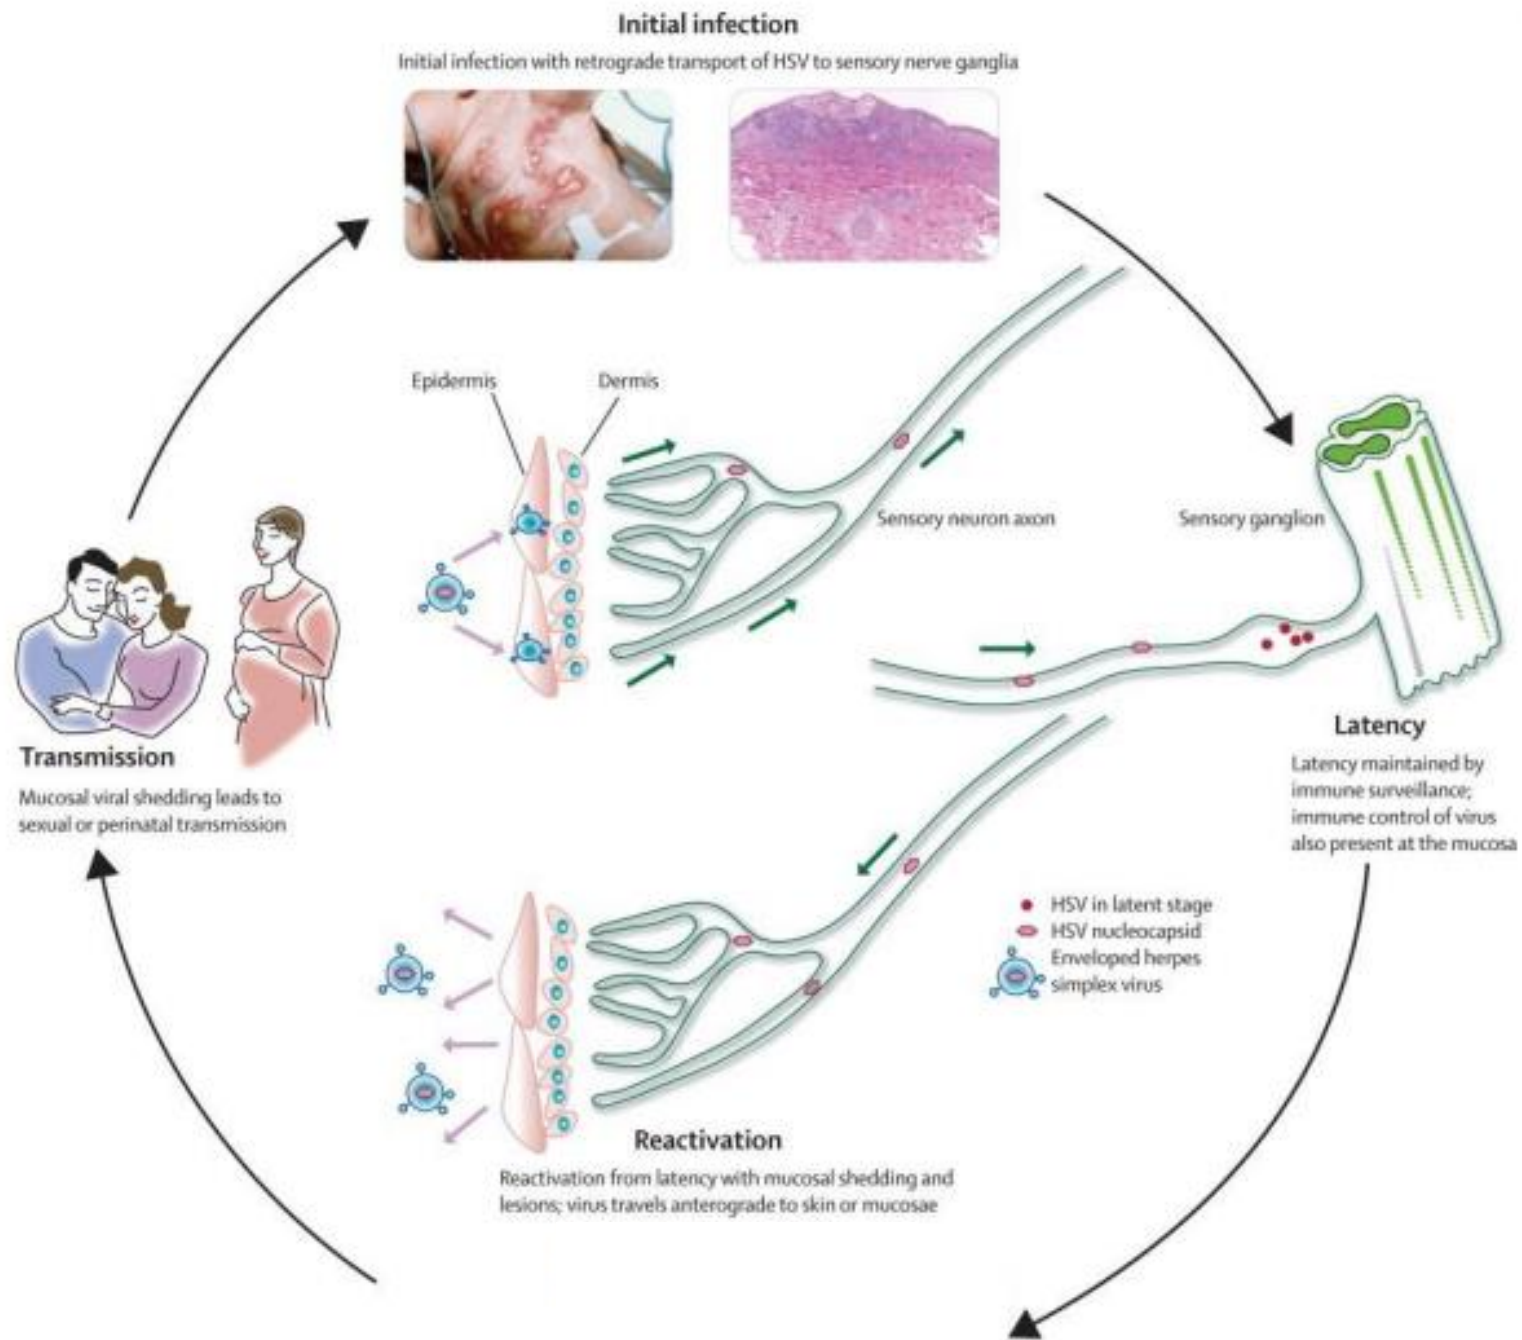 Initial infection
Initial infection with retrograde transport of HSV to sensory nerve ganglia
Epidermis
Dermis
Sensory neuron axon
Sensory ganglion
Transmission
Mucosal viral shedding leads to
sexual or perinatal transmission
Latency
Latency maintained by
immune surveillance;
immune control of virus
also present at the mucosa
HSV in latent stage
HSV nucleocapsid
Enveloped herpes
simplex virus
Reactivation
Reactivation from latency with mucosal shedding and
lesions; virus travels anterograde to skin or mucosae